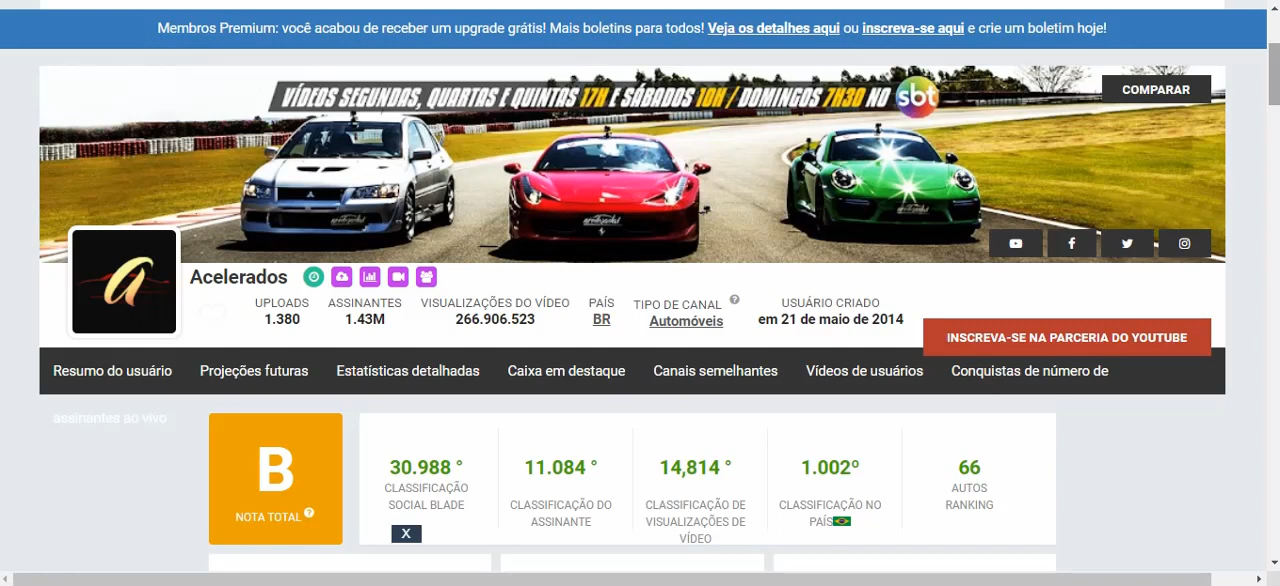 Membros Premium: você acabou de receber um upgrade grátis! Mais boletins para todos! Veja os detalhes aqui ou inscreva-se aqui e crie um boletim hoje!
VÍDEOS SEGUNDAS, QUARTAS E QUINTAS 17H E SÁBADOS 10H / DOMINGOS 7H30 NO sbt
COMPARAR
Acelerados
UPLOADS
1.380
ASSINANTES
1.43M
VISUALIZAÇÕES DO VÍDEO
266.906.523
PAÍS
BR
TIPO DE CANAL ?
Automóveis
USUÁRIO CRIADO
em 21 de maio de 2014
INSCREVA-SE NA PARCERIA DO YOUTUBE
Resumo do usuário Projeções futuras Estatísticas detalhadas Caixa em destaque Canais semelhantes Vídeos de usuários Conquistas de número de
assinantes ao vivo
B
NOTA TOTAL ?
30.988 °
CLASSIFICAÇÃO
SOCIAL BLADE
X
11.084 °
CLASSIFICAÇÃO DO
ASSINANTE
14,814 °
CLASSIFICAÇÃO DE
VISUALIZAÇÕES DE
VÍDEO
1.002º
CLASSIFICAÇÃO NO
PAÍS
66
AUTOS
RANKING